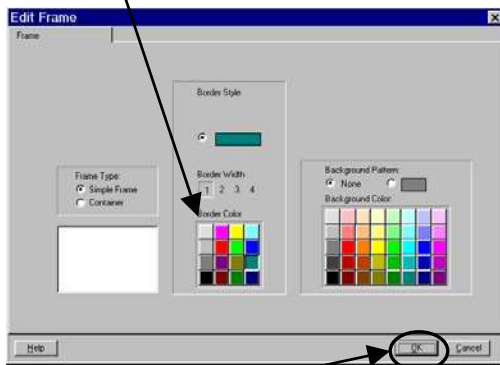 Edit Frame
Frame
Border Style
Border Width
1 2 3 4
Border Color
Frame Type:
Simple Frame
Container
Background Pattern:
None
Background Color:
Help
OK
Cancel